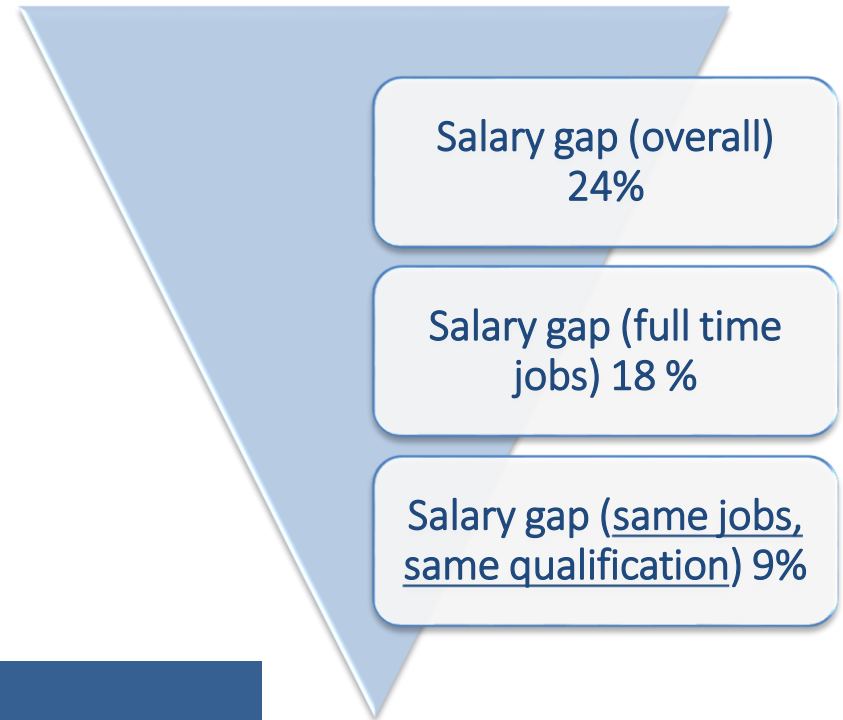 Salary gap (overall)
24%
Salary gap (full time
jobs) 18 %
Salary gap (same jobs,
same qualification) 9%